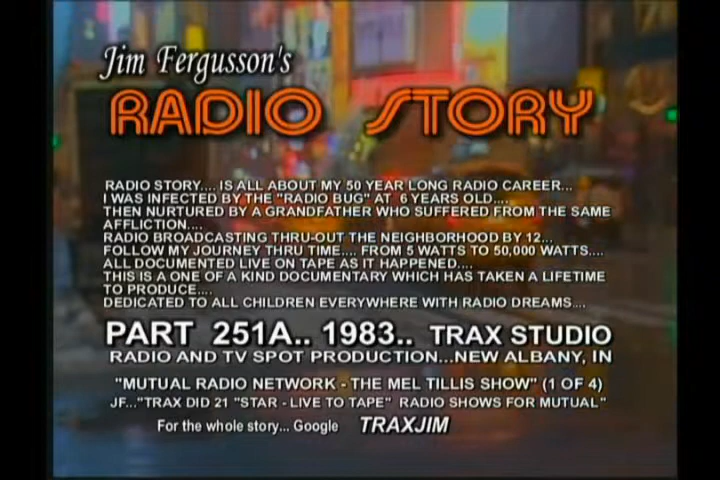 Jim Fergusson's
RADIO STORY
RADIO STORY.... IS ALL ABOUT MY 50 YEAR LONG RADIO CAREER...
I WAS INFECTED BY THE "RADIO BUG" AT 6 YEARS OLD....
THEN NURTURED BY A GRANDFATHER WHO SUFFERED FROM THE SAME
AFFLICTION....
RADIO BROADCASTING THRU-OUT THE NEIGHBORHOOD BY 12...
FOLLOW MY JOURNEY THRU TIME.... FROM 5 WATTS TO 50,000 WATTS....
ALL DOCUMENTED LIVE ON TAPE AS IT HAPPENED....
THIS IS A ONE OF A KIND DOCUMENTARY WHICH HAS TAKEN A LIFETIME
TO PRODUCE....
DEDICATED TO ALL CHILDREN EVERYWHERE WITH RADIO DREAMS....
PART 251A.. 1983.. TRAX STUDIO
RADIO AND TV SPOT PRODUCTION...NEW ALBANY, IN
"MUTUAL RADIO NETWORK - THE MEL TILLIS SHOW" (1 OF 4)
JF..."TRAX DID 21 "STAR - LIVE TO TAPE" RADIO SHOWS FOR MUTUAL"
For the whole story... Google TRAXJIM